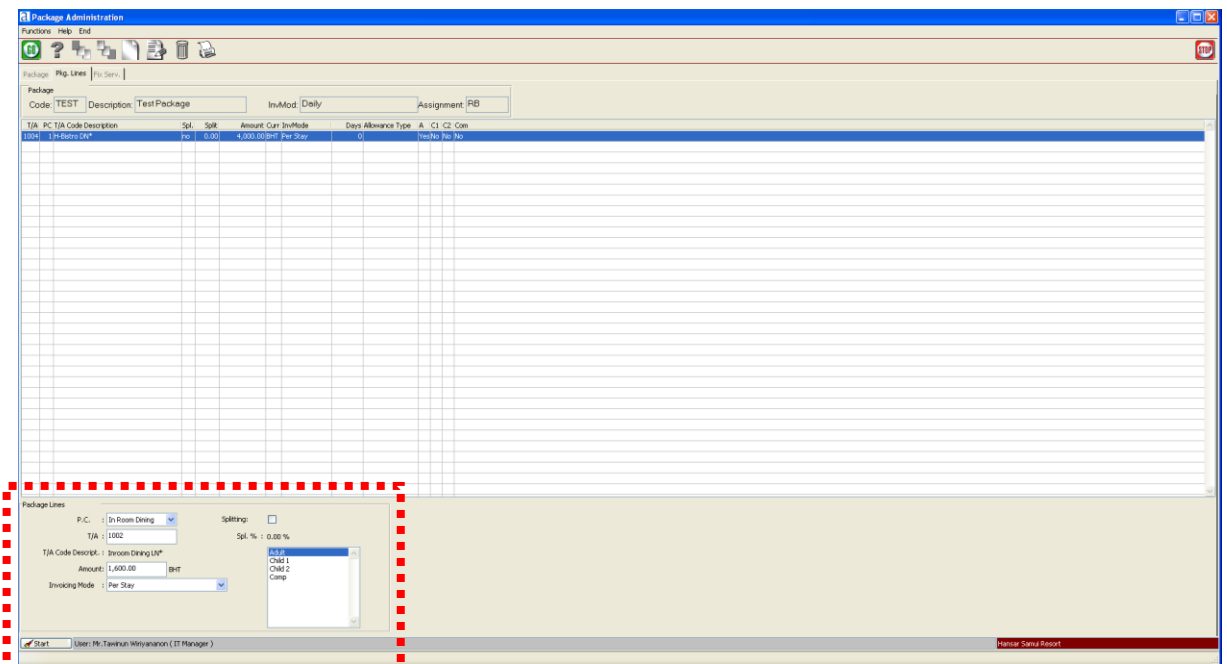 a Package Administration
Functions Help End
GO ? STOP
Package Pkg. Lines Fix Serv.
Package
Code: TEST Description: Test Package InvMod: Daily Assignment: RB
T/A PC T/A Code Description Spl. Split Amount Curr InvMode Days Allowance Type A C1 C2 Com
1004 1 H-Bistro DN* no 0.00 4,000.00 BHT Per Stay 0 Yes No No No
Package Lines
P.C. : In Room Dining Splitting:
T/A : 1002 Spl. % : 0.00 %
T/A Code Descript. : Inroom Dining LN* Adult
Child 1
Amount: 1,600.00 BHT Child 2
Comp
Invoicing Mode : Per Stay
Start User: Mr.Tawinun Wiriyananon ( IT Manager ) Hansar Samui Resort